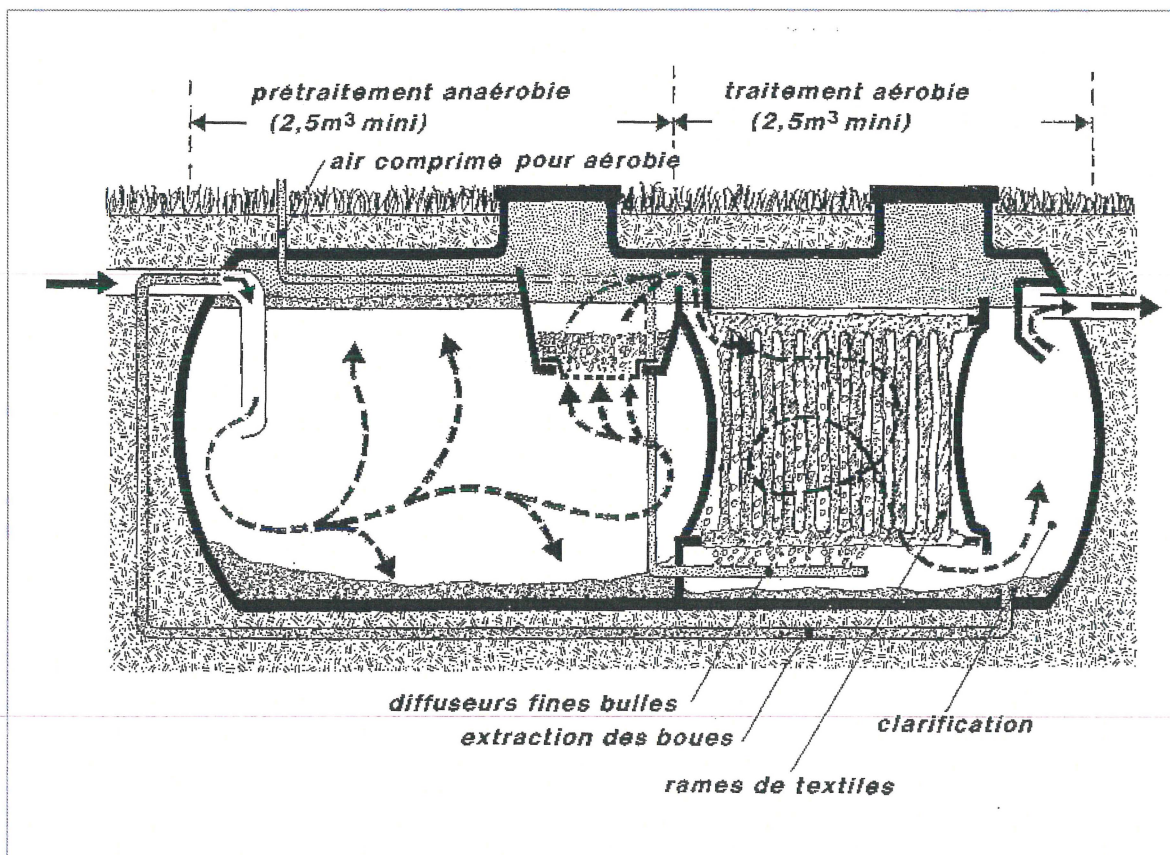 prétraitement anaérobie
(2,5m³ mini)
traitement aérobie
(2,5m³ mini)
air comprimé pour aérobie
diffuseurs fines bulles
extraction des boues
clarification
rames de textiles